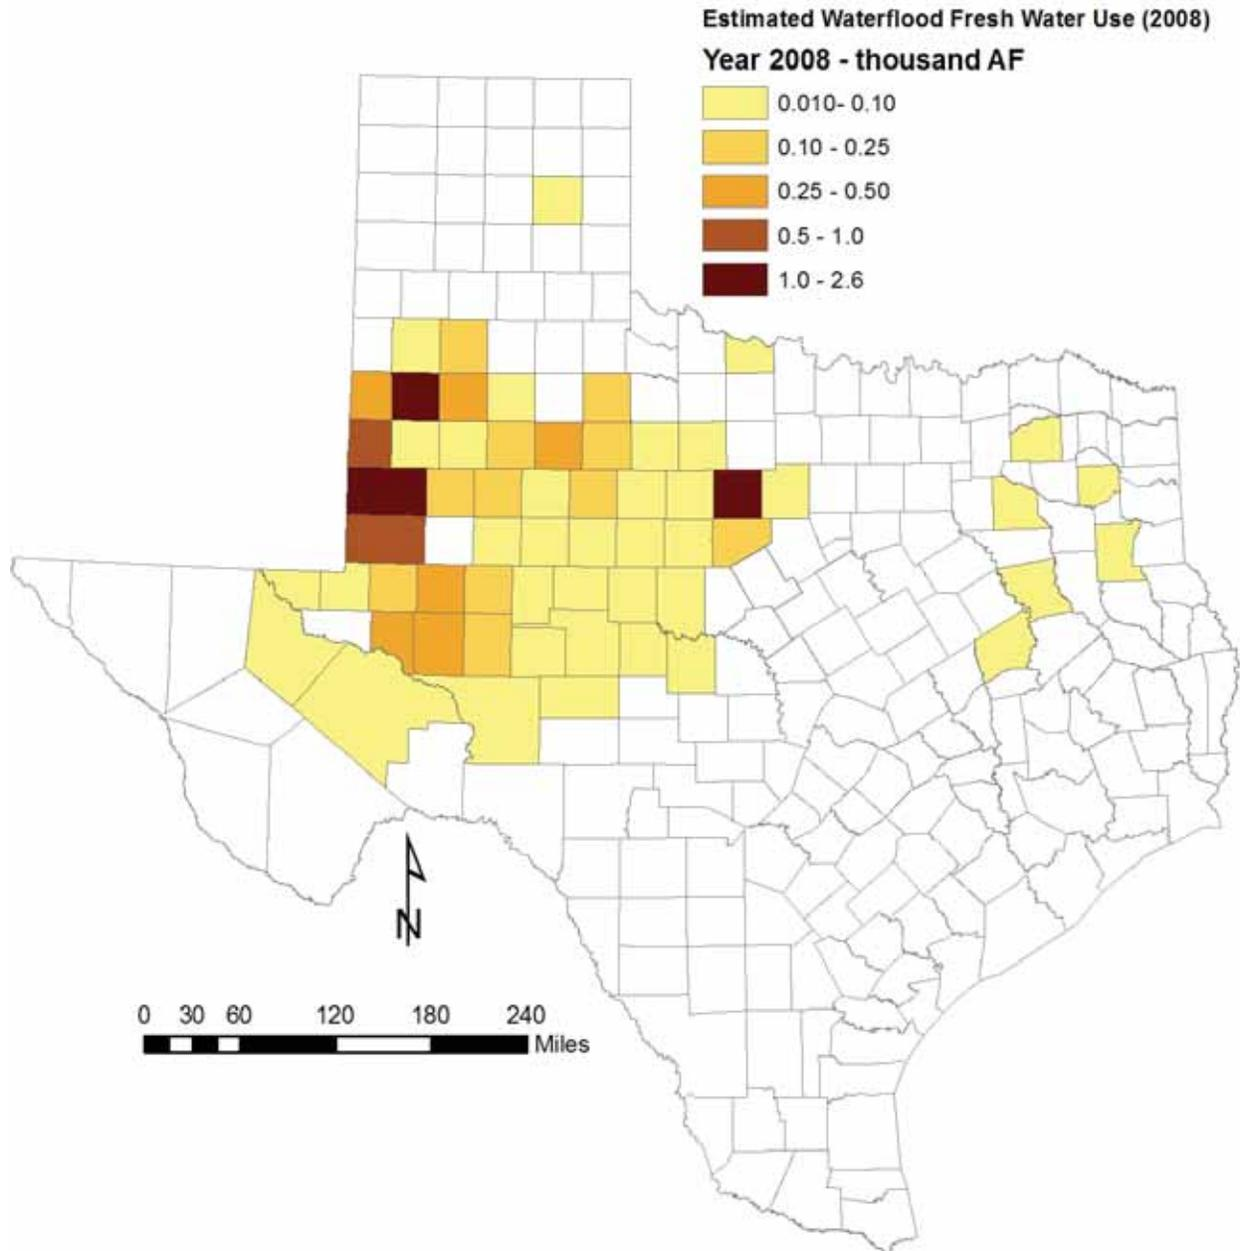 Estimated Waterflood Fresh Water Use (2008)
Year 2008 - thousand AF
0.010- 0.10
0.10 - 0.25
0.25 - 0.50
0.5 - 1.0
1.0 - 2.6
N
0 30 60 120 180 240
Miles